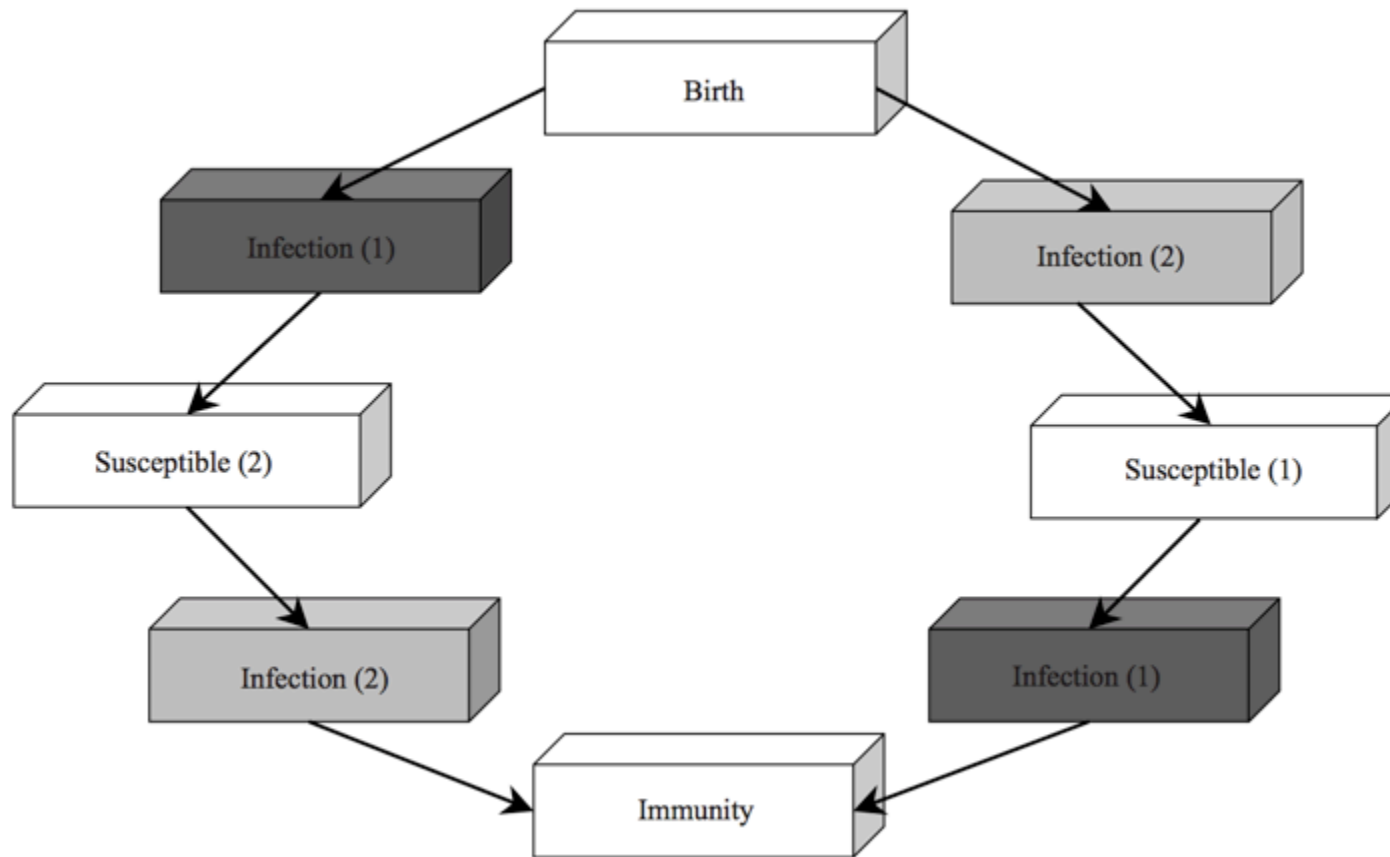 Birth
Infection (1)
Infection (2)
Susceptible (2)
Susceptible (1)
Infection (2)
Infection (1)
Immunity